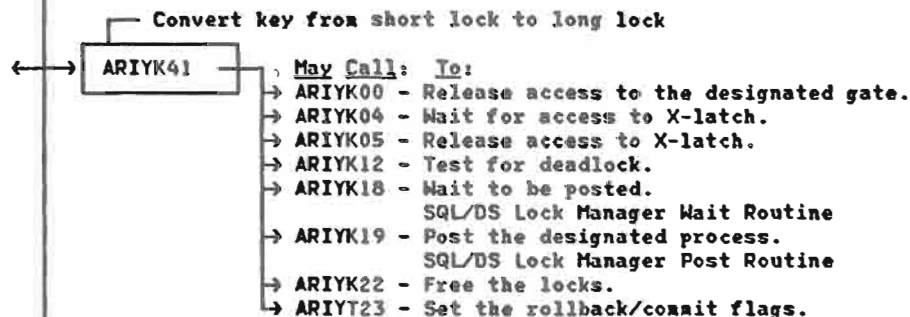 Convert key from short lock to long lock
ARIYK41
May Call: To:
ARIYK00 - Release access to the designated gate.
ARIYK04 - Wait for access to X-latch.
ARIYK05 - Release access to X-latch.
ARIYK12 - Test for deadlock.
ARIYK18 - Wait to be posted.
SQL/DS Lock Manager Wait Routine
ARIYK19 - Post the designated process.
SQL/DS Lock Manager Post Routine
ARIYK22 - Free the locks.
ARIYT23 - Set the rollback/commit flags.